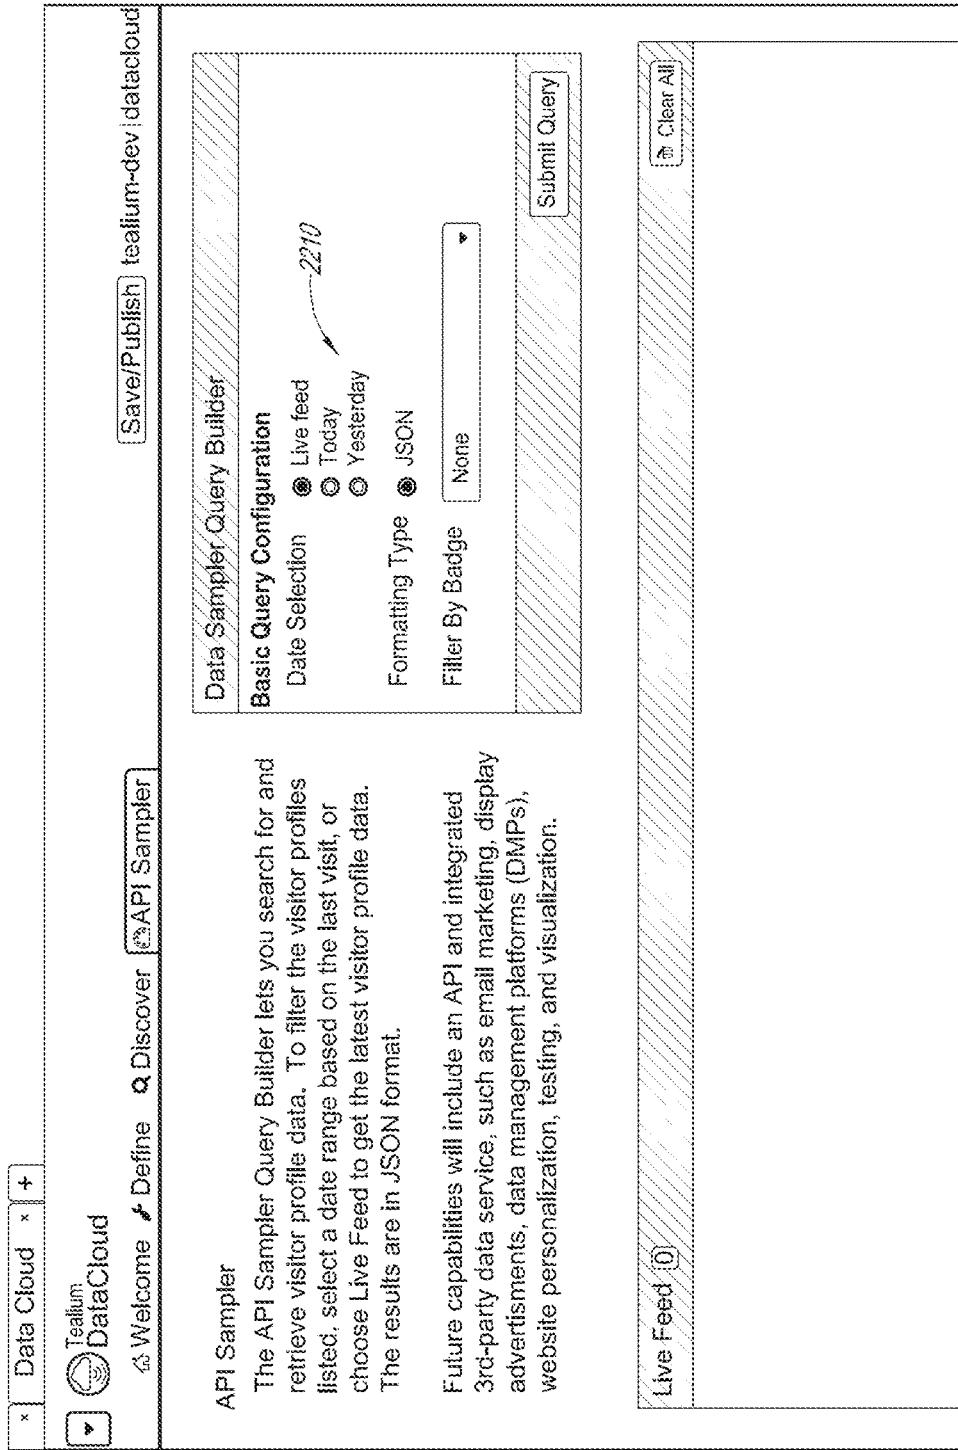 Data Cloud
Tealium
DataCloud
Save/Publish tealium-dev datacloud
Welcome Define Discover API Sampler
API Sampler
The API Sampler Query Builder lets you search for and
retrieve visitor profile data. To filter the visitor profiles
listed, select a date range based on the last visit, or
choose Live Feed to get the latest visitor profile data.
The results are in JSON format.
Future capabilities will include an API and integrated
3rd-party data service, such as email marketing, display
advertisments, data management platforms (DMPs),
website personalization, testing, and visualization.
Data Sampler Query Builder
Basic Query Configuration
Date Selection Live feed
Today
Yesterday
2210
Formatting Type JSON
Filter By Badge None
Submit Query
Live Feed 0 Clear All